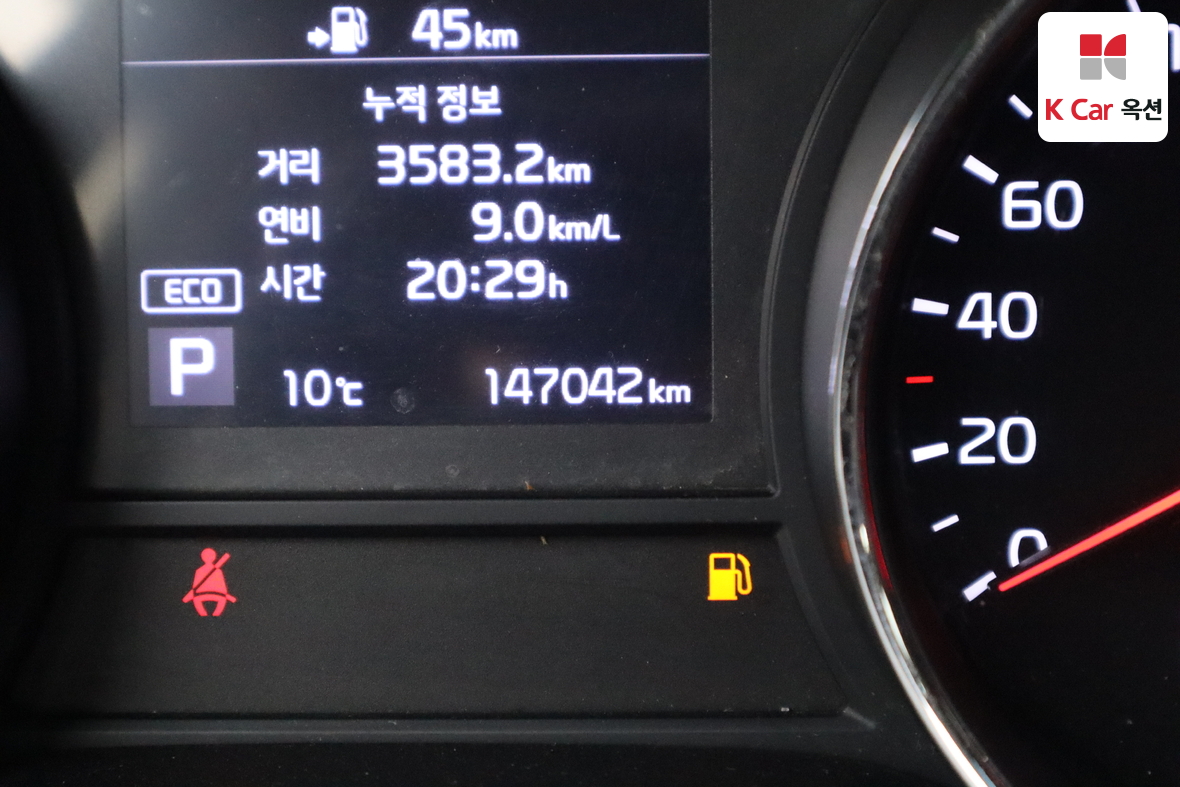 45km
누적 정보
거리 3583.2km
연비 9.0km/L
ECO 시간 20:29h
P 10℃ 147042km
K Car 옥션
60
40
20
0